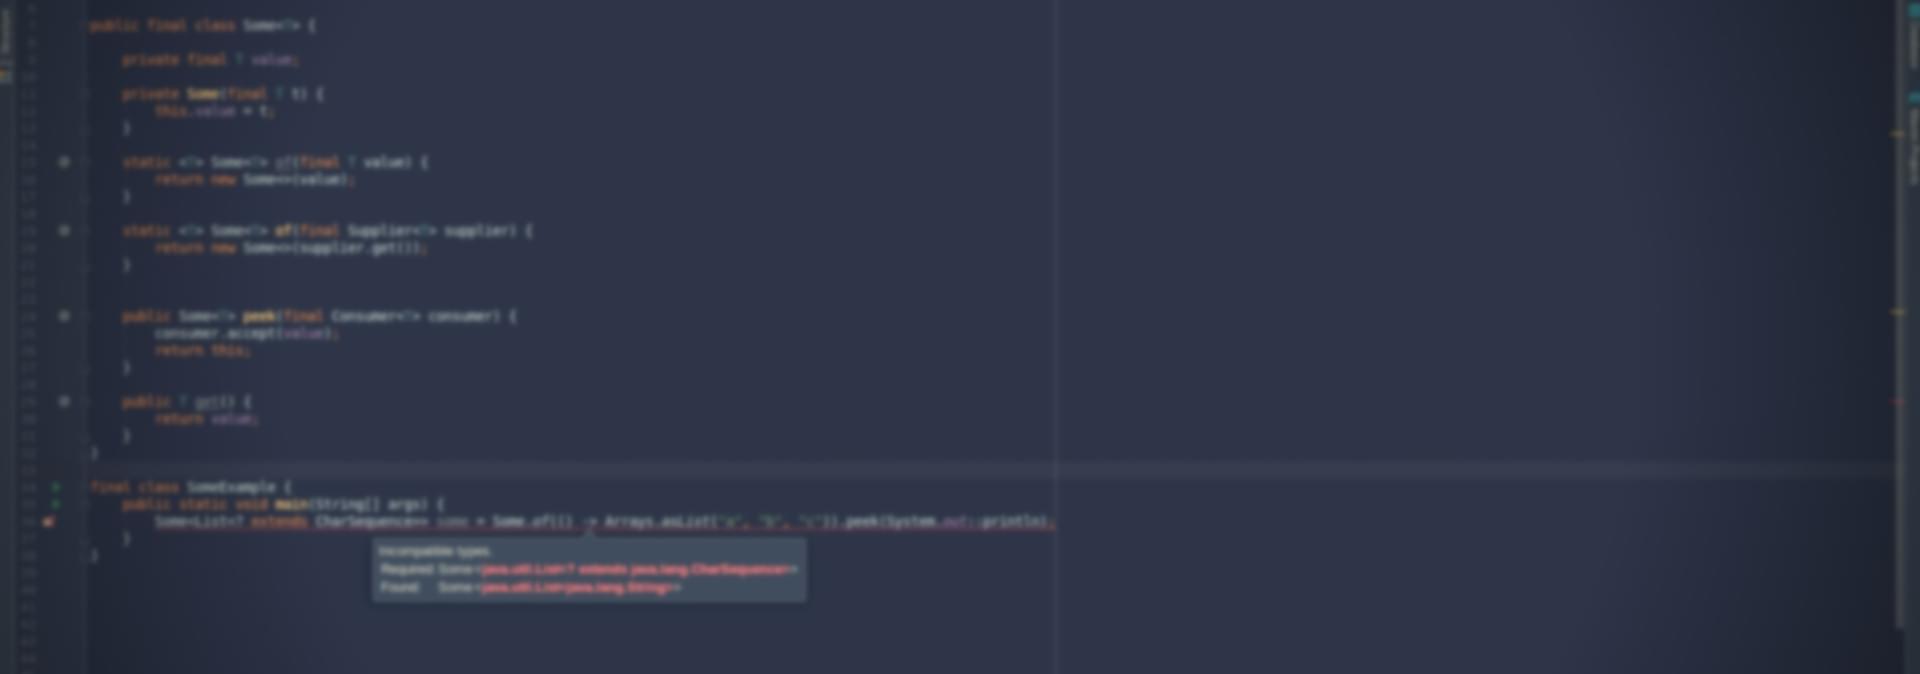 public final class Some<T> {
private final T value;
private Some(final T t) {
this.value = t;
}
static <T> Some<T> of(final T value) {
return new Some<>(value);
}
static <T> Some<T> of(final Supplier<T> supplier) {
return new Some<>(supplier.get());
}
public Some<T> peek(final Consumer<T> consumer) {
consumer.accept(value);
return this;
}
public T get() {
return value;
}
}
final class SomeExample {
public static void main(String[] args) {
Some<List<? extends CharSequence>> some = Some.of(() -> Arrays.asList("a", "b", "c")).peek(System.out::println);
}
}
Incompatible types.
Required: Some<java.util.List<? extends java.lang.CharSequence>>
Found: Some<java.util.List<java.lang.String>>